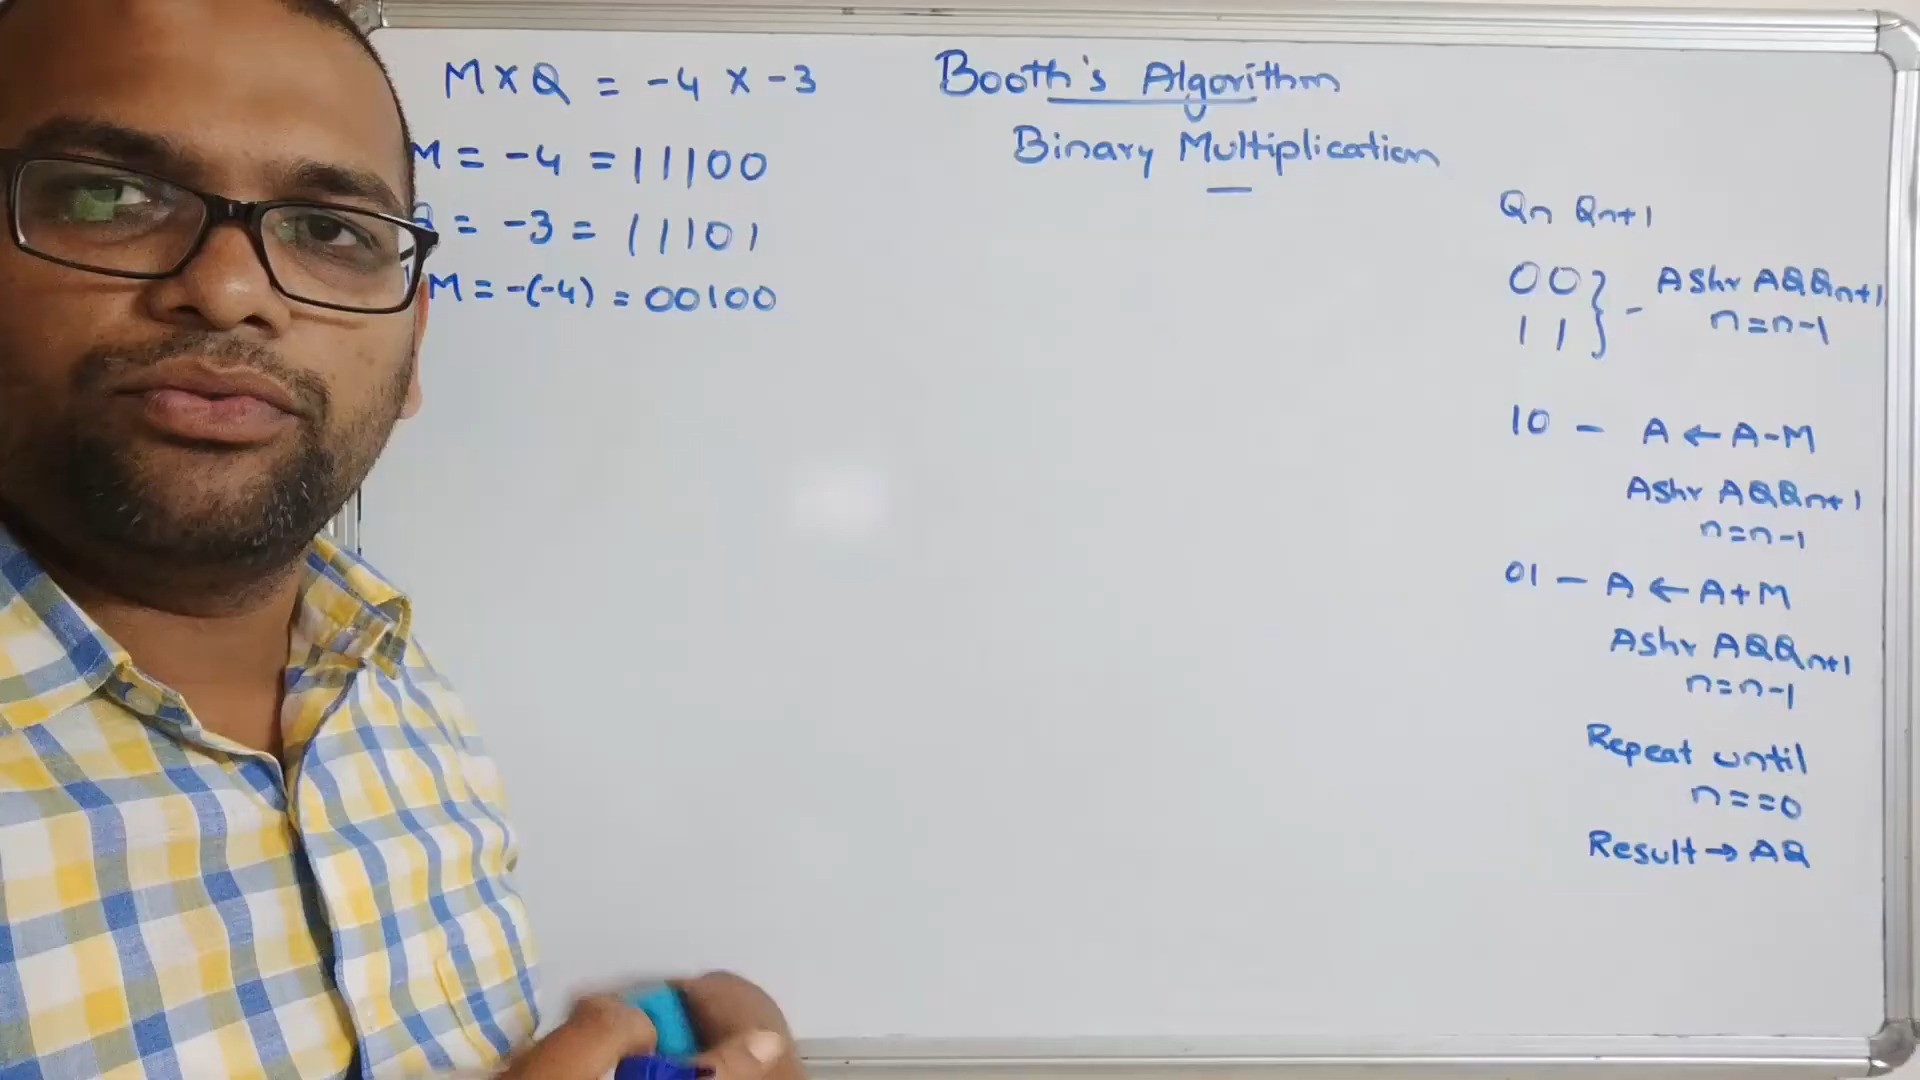 M X Q = -4 X -3
M = -4 = 11100
= -3 = 11101
M = -(-4) = 00100
Booth's Algorithm
Binary Multiplication
Qn Qn+1
00 } - Ashr AQQn+1
11 n=n-1
10 - A ← A-M
Ashr AQQn+1
n=n-1
01 - A ← A+M
Ashr AQQn+1
n=n-1
Repeat until
n==0
Result → AQ